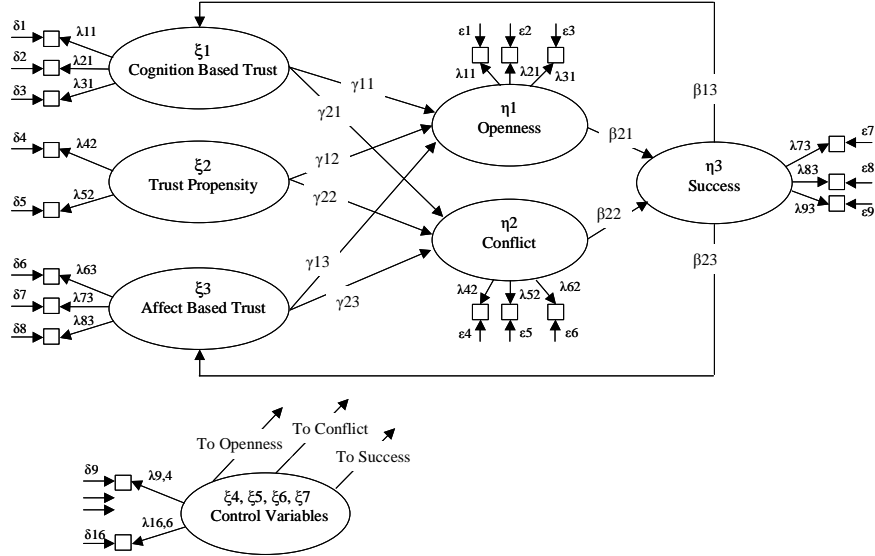 δ1
λ11
δ2
λ21
δ3
λ31
ξ1
Cognition Based Trust
δ4
λ42
δ5
λ52
ξ2
Trust Propensity
δ6
λ63
δ7
λ73
δ8
λ83
ξ3
Affect Based Trust
γ11
γ21
γ12
γ22
γ13
γ23
ε1
ε2
ε3
λ11
λ21
λ31
η1
Openness
η2
Conflict
λ42
λ52
λ62
ε4
ε5
ε6
β21
β22
β13
β23
η3
Success
λ73
λ83
λ93
ε7
ε8
ε9
To Openness
To Conflict
To Success
δ9
λ9,4
δ16
λ16,6
ξ4, ξ5, ξ6, ξ7
Control Variables